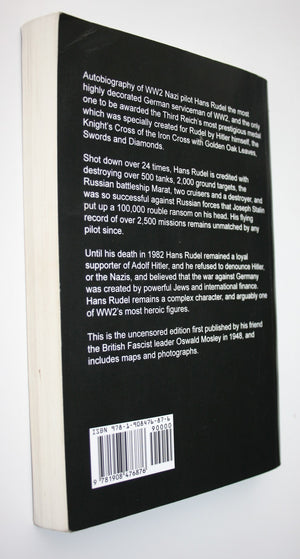 Autobiography of WW2 Nazi pilot Hans Rudel the most
highly decorated German serviceman of WW2, and the only
one to be awarded the Third Reich's most prestigious medal
which was specially created for Rudel by Hitler himself, the
Knight's Cross of the Iron Cross with Golden Oak Leaves,
Swords and Diamonds.
Shot down over 24 times, Hans Rudel is credited with
destroying over 500 tanks, 2,000 ground targets, the
Russian battleship Marat, two cruisers and a destroyer, and
was so successful against Russian forces that Joseph Stalin
put up a 100,000 rouble ransom on his head. His flying
record of over 2,500 missions remains unmatched by any
pilot since.
Until his death in 1982 Hans Rudel remained a loyal
supporter of Adolf Hitler, and he refused to denounce Hitler,
or the Nazis, and believed that the war against Germany
was created by powerful Jews and international finance.
Hans Rudel remains a complex character, and arguably one
of WW2's most heroic figures.
This is the uncensored edition first published by his friend
the British Fascist leader Oswald Mosley in 1948, and
includes maps and photographs.
ISBN 978-1-908476-87-6
90000
9 781908 476876